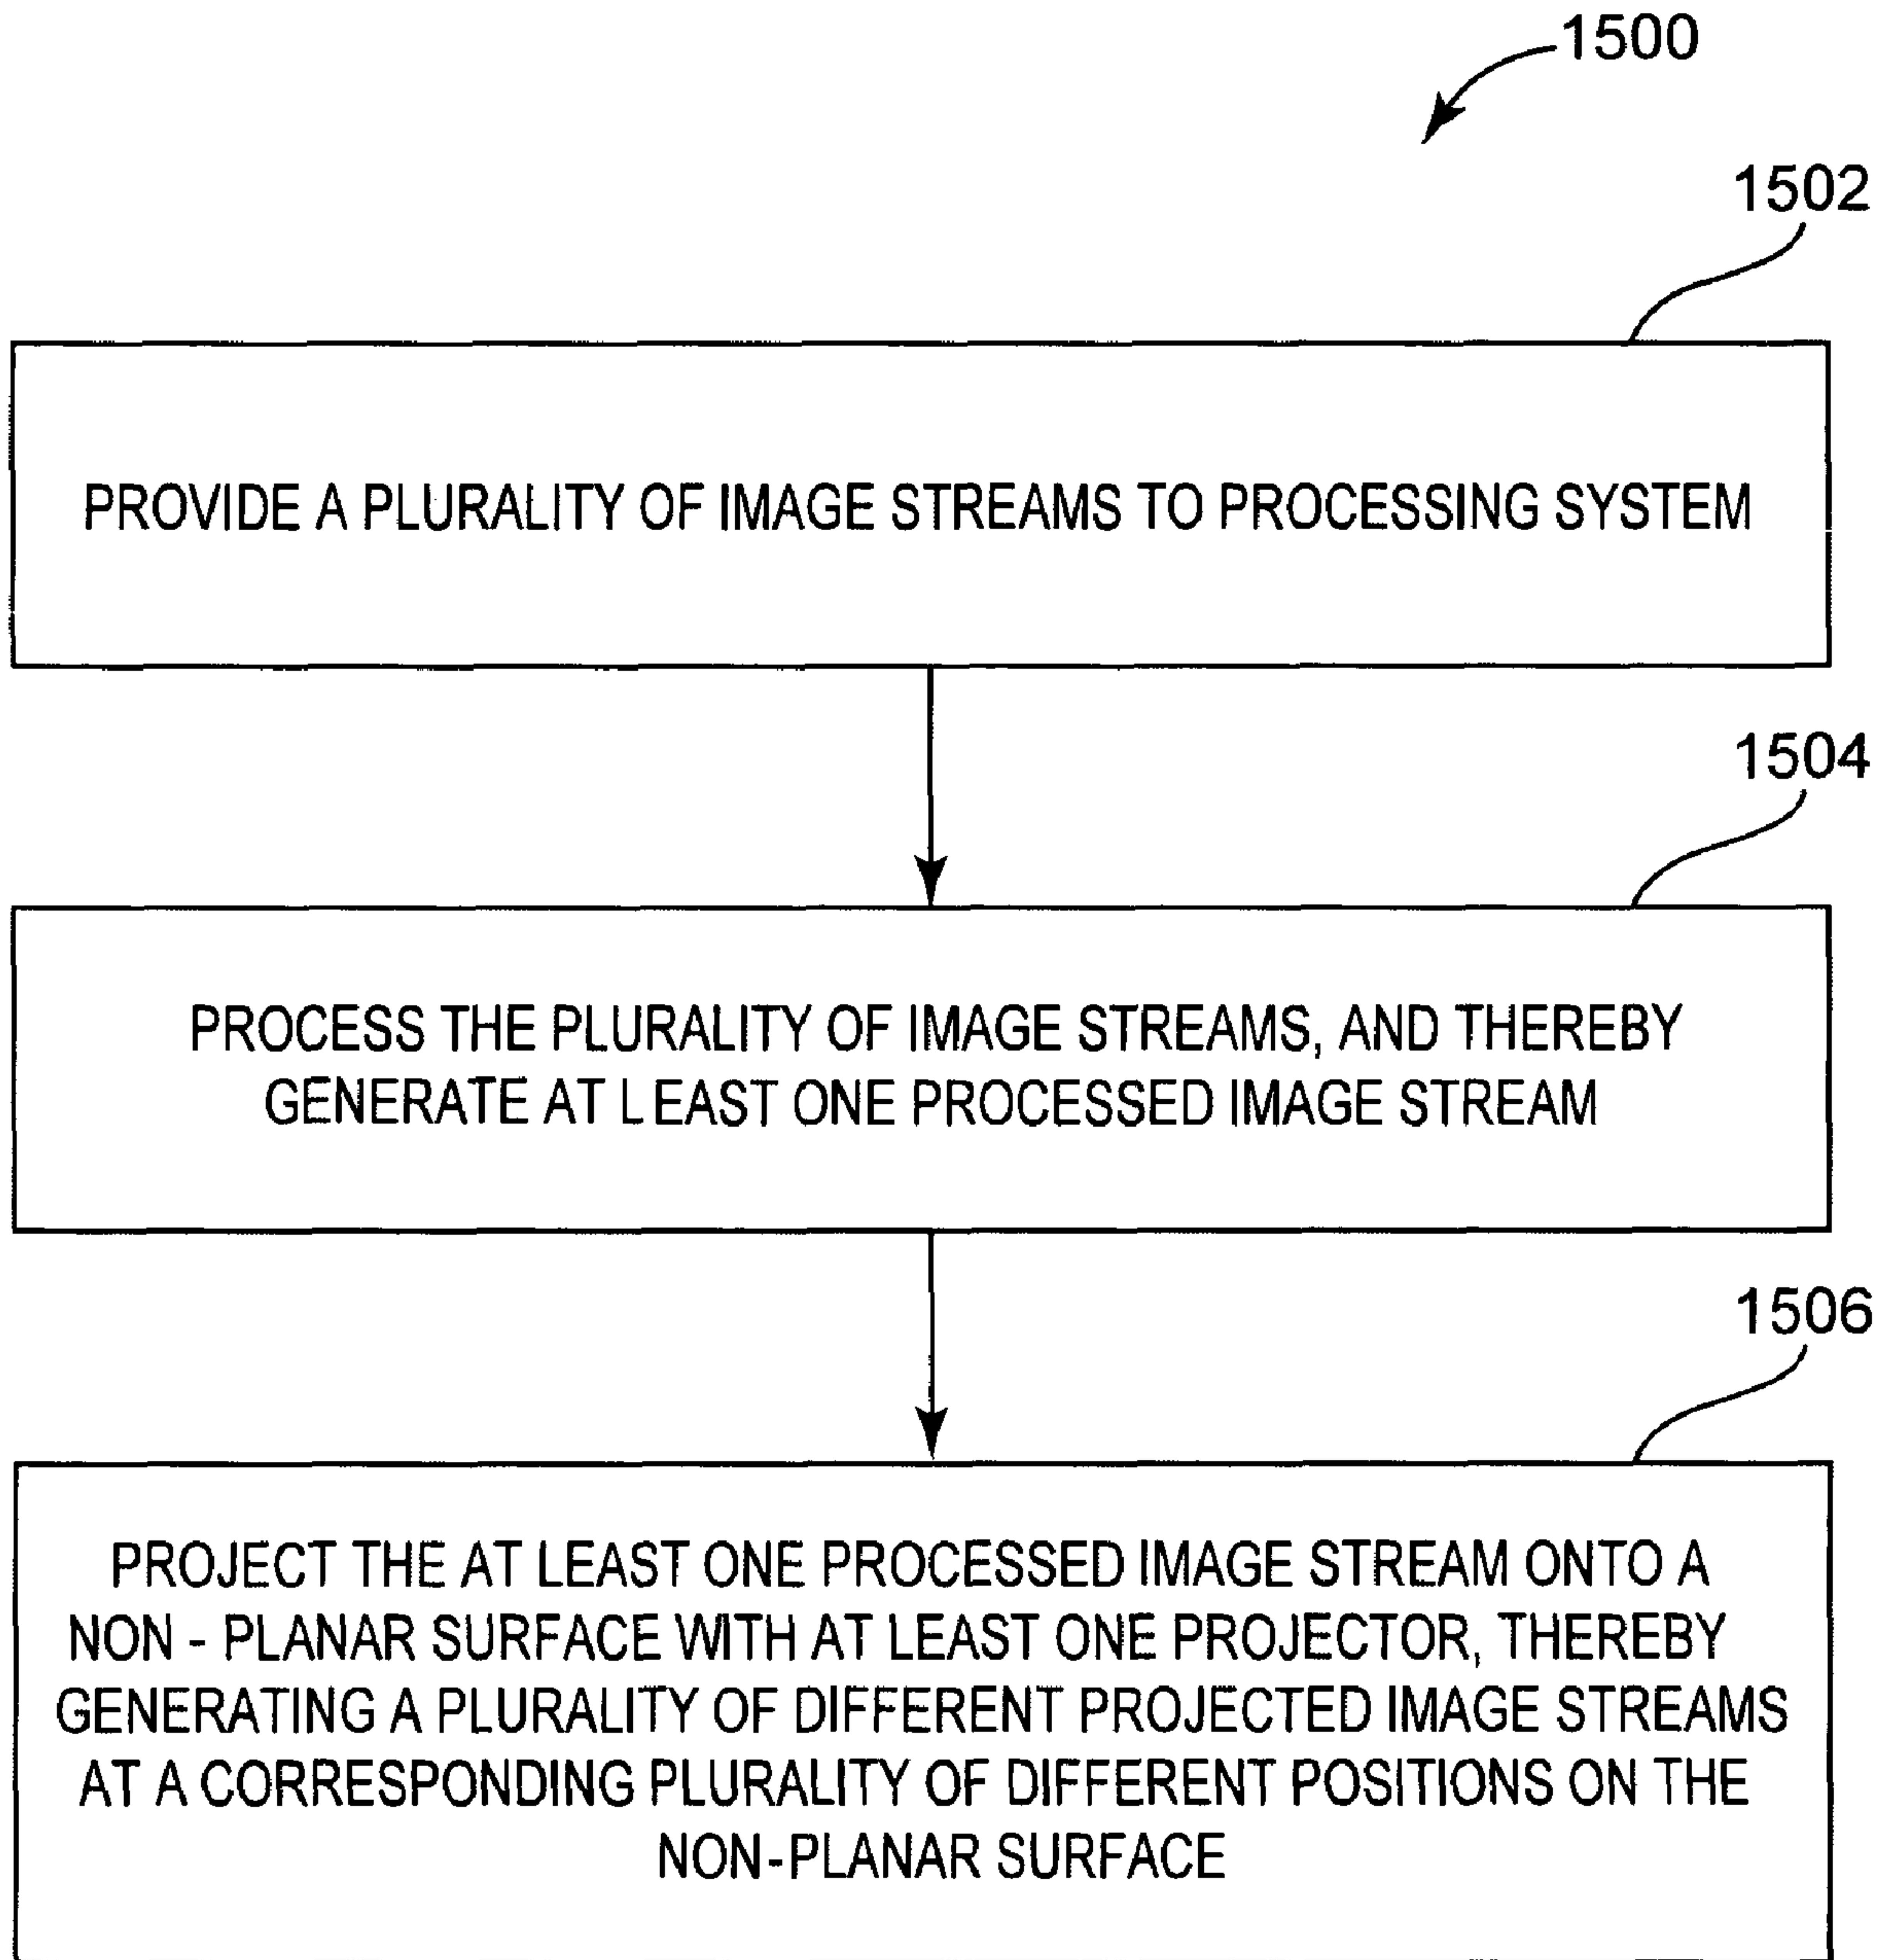 1500
1502
PROVIDE A PLURALITY OF IMAGE STREAMS TO PROCESSING SYSTEM
1504
PROCESS THE PLURALITY OF IMAGE STREAMS, AND THEREBY
GENERATE AT LEAST ONE PROCESSED IMAGE STREAM
1506
PROJECT THE AT LEAST ONE PROCESSED IMAGE STREAM ONTO A
NON - PLANAR SURFACE WITH AT LEAST ONE PROJECTOR, THEREBY
GENERATING A PLURALITY OF DIFFERENT PROJECTED IMAGE STREAMS
AT A CORRESPONDING PLURALITY OF DIFFERENT POSITIONS ON THE
NON-PLANAR SURFACE